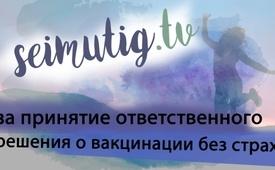 seimutig.tv
за принятие ответственного
решения о вакцинации без страх